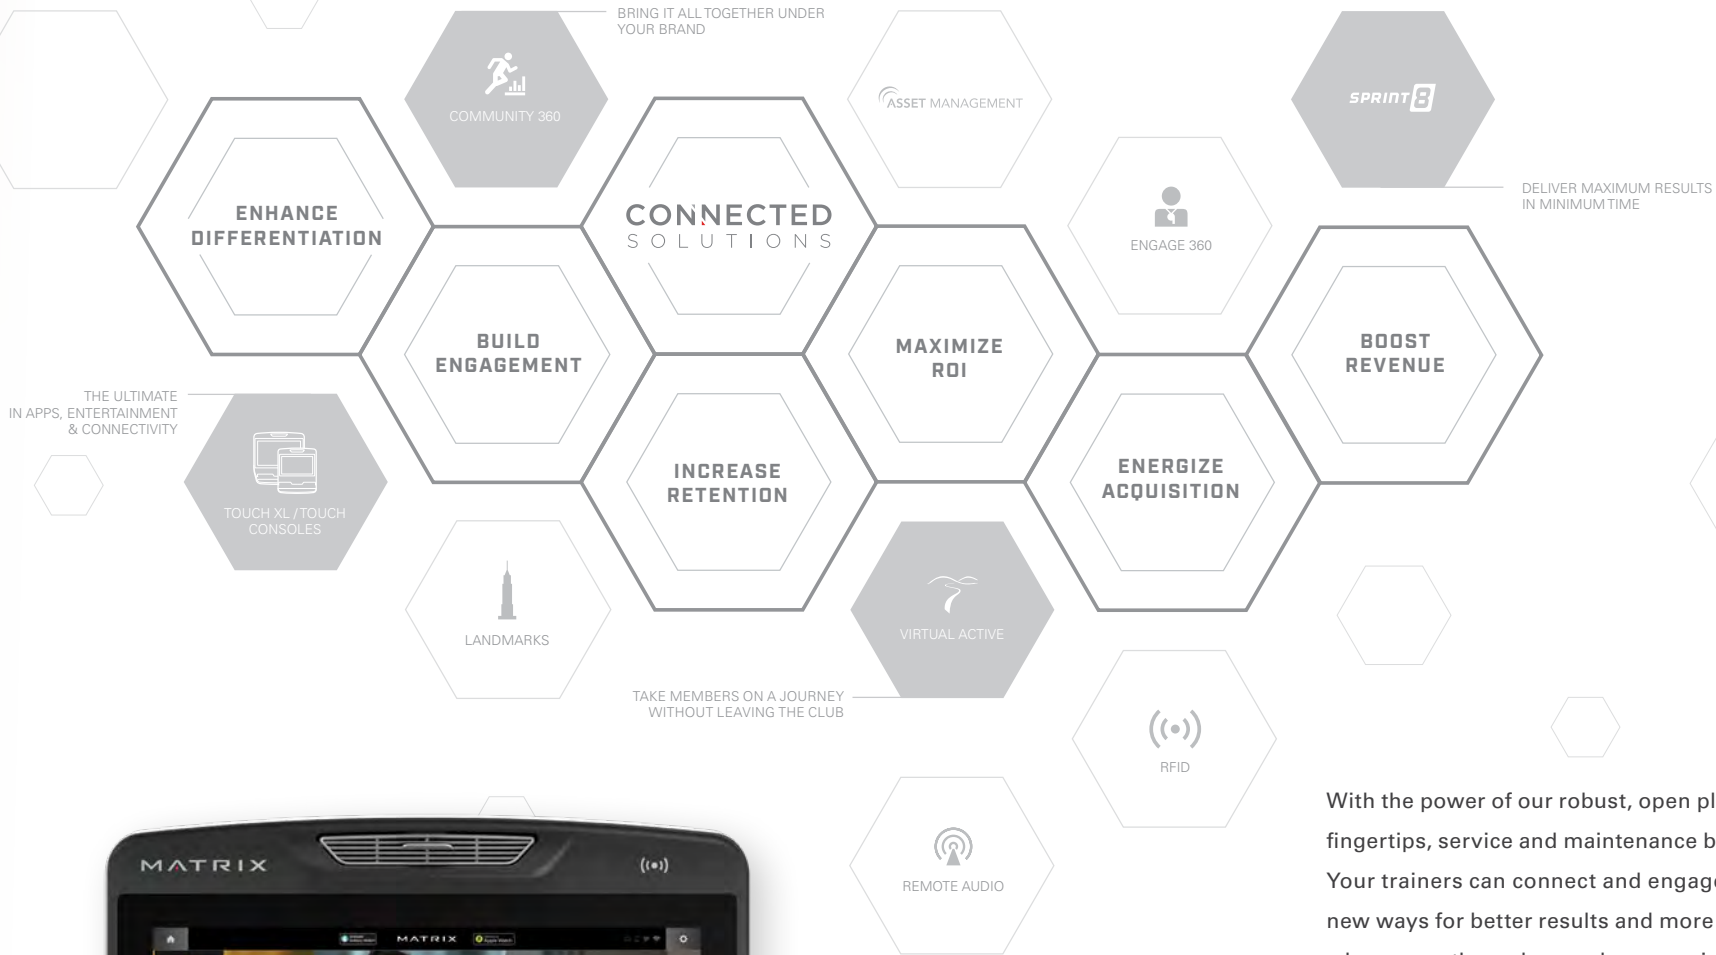 BRING IT ALL TOGETHER UNDER
YOUR BRAND
COMMUNITY 360
ASSET MANAGEMENT
SPRINT 8
DELIVER MAXIMUM RESULTS
IN MINIMUM TIME
ENHANCE
DIFFERENTIATION
CONNECTED
SOLUTIONS
ENGAGE 360
BUILD
ENGAGEMENT
MAXIMIZE
ROI
BOOST
REVENUE
THE ULTIMATE
IN APPS, ENTERTAINMENT
& CONNECTIVITY
TOUCH XL / TOUCH
CONSOLES
INCREASE
RETENTION
ENERGIZE
ACQUISITION
LANDMARKS
VIRTUAL ACTIVE
TAKE MEMBERS ON A JOURNEY
WITHOUT LEAVING THE CLUB
RFID
REMOTE AUDIO
MATRIX
MATRIX
With the power of our robust, open pl
fingertips, service and maintenance b
Your trainers can connect and engage
new ways for better results and more